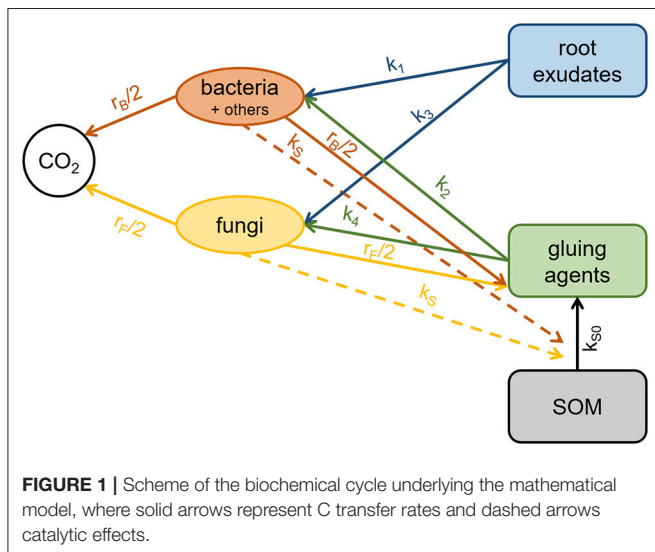 root
exudates
k1
bacteria
+ others
rB/2
k3
CO2
kS
rB/2
k2
fungi
k4
rF/2
rF/2
gluing
agents
kS
kS0
SOM
FIGURE 1 | Scheme of the biochemical cycle underlying the mathematical
model, where solid arrows represent C transfer rates and dashed arrows
catalytic effects.